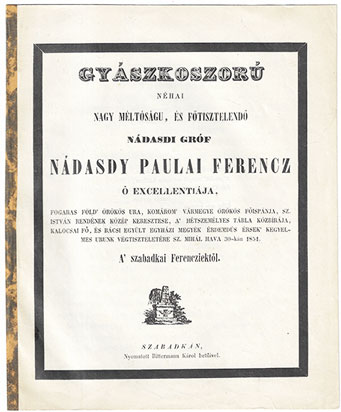 GYÁSZKOSZORÚ
NÉHAI
NAGY MÉLTÓSÁGU, ÉS FŐTISZTELENDŐ
NÁDASDI GRÓF
NÁDASDY PAULAI FERENCZ
Ő EXCELLENTIÁJA,
FOGARAS FÖLD' ÖRÖKÖS URA, KOMÁROM VÁRMEGYE ÖRÖKÖS FŐISPÁNJA, SZ.
ISTVÁN RENDÉNEK KÖZÉP KERESZTESE, A' HÉTSZEMÉLYES TÁBLA KÖZBIRÁJA,
KALOCSAI FŐ, ÉS BÁCSI EGYÜLT EGYHÁZI MEGYÉK ÉRDEMDÚS ÉRSEK' KEGYEL-
MES URUNK VÉGTISZTELETÉRE SZ. MIHÁL HAVA 30-kán 1851.
A' szabadkai Ferencziektől.
SZABADKÁN,
Nyomatott Bittermann Károl betűivel.